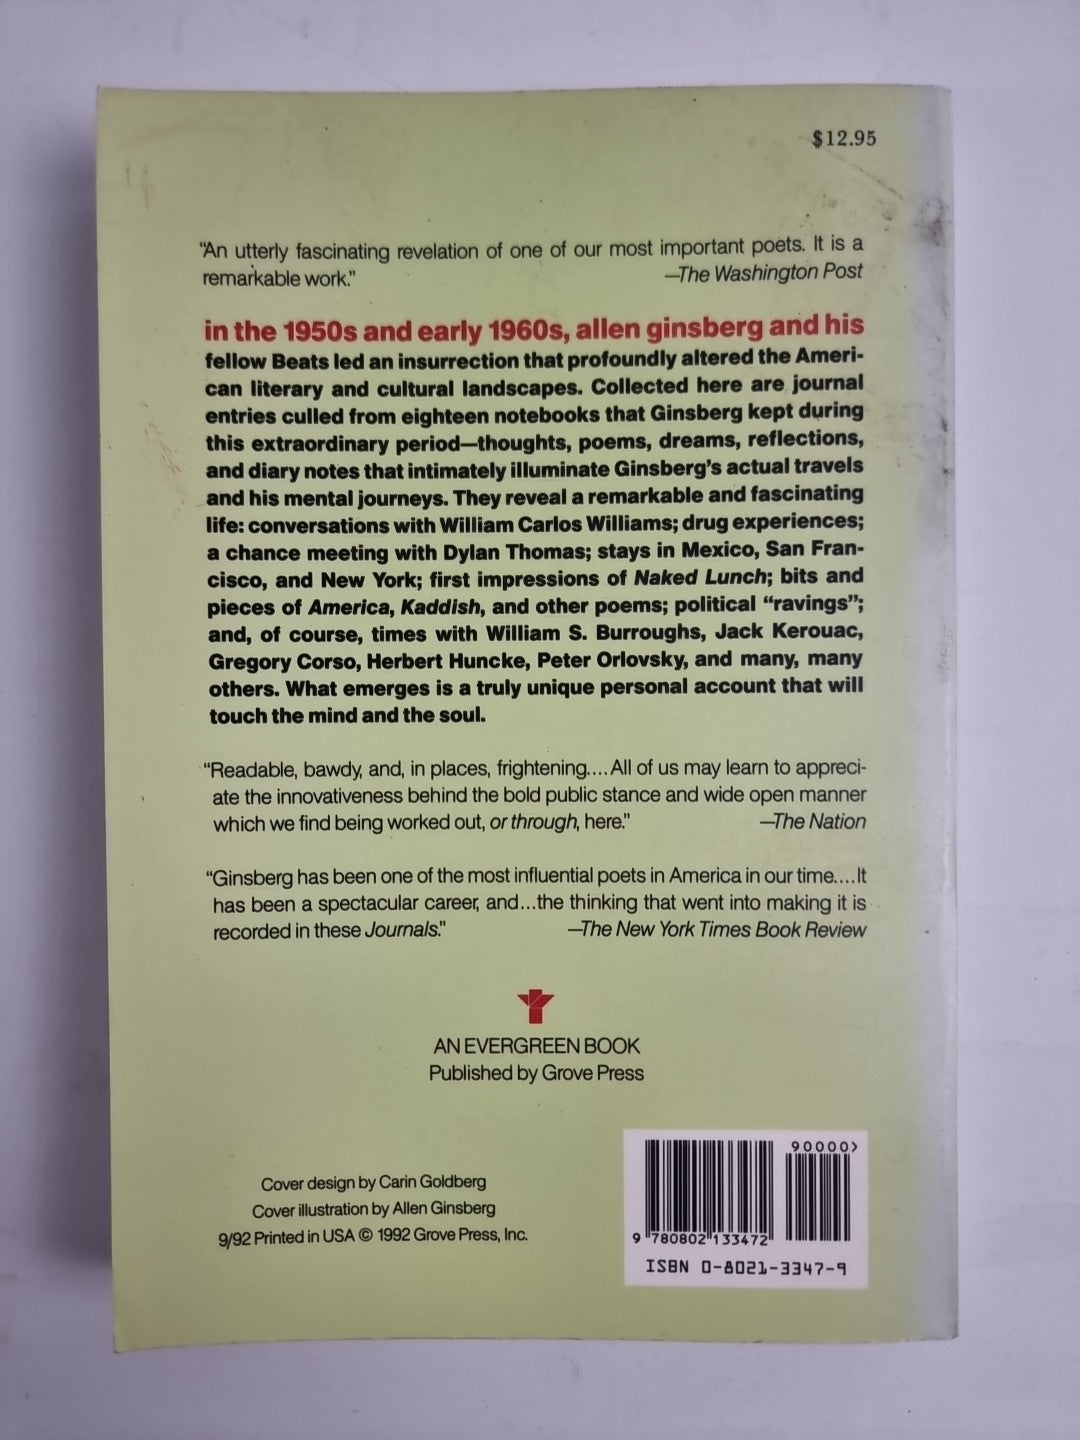 $12.95
“An utterly fascinating revelation of one of our most important poets. It is a
remarkable work.” —The Washington Post
in the 1950s and early 1960s, allen ginsberg and his
fellow Beats led an insurrection that profoundly altered the Ameri-
can literary and cultural landscapes. Collected here are journal
entries culled from eighteen notebooks that Ginsberg kept during
this extraordinary period—thoughts, poems, dreams, reflections,
and diary notes that intimately illuminate Ginsberg’s actual travels
and his mental journeys. They reveal a remarkable and fascinating
life: conversations with William Carlos Williams; drug experiences;
a chance meeting with Dylan Thomas; stays in Mexico, San Fran-
cisco, and New York; first impressions of Naked Lunch; bits and
pieces of America, Kaddish, and other poems; political “ravings”;
and, of course, times with William S. Burroughs, Jack Kerouac,
Gregory Corso, Herbert Huncke, Peter Orlovsky, and many, many
others. What emerges is a truly unique personal account that will
touch the mind and the soul.
“Readable, bawdy, and, in places, frightening....All of us may learn to appreci-
ate the innovativeness behind the bold public stance and wide open manner
which we find being worked out, or through, here.” —The Nation
“Ginsberg has been one of the most influential poets in America in our time....It
has been a spectacular career, and...the thinking that went into making it is
recorded in these Journals.” —The New York Times Book Review
AN EVERGREEN BOOK
Published by Grove Press
Cover design by Carin Goldberg
Cover illustration by Allen Ginsberg
9/92 Printed in USA © 1992 Grove Press, Inc.
90000>
9 780802 133472
ISBN 0-8021-3347-9